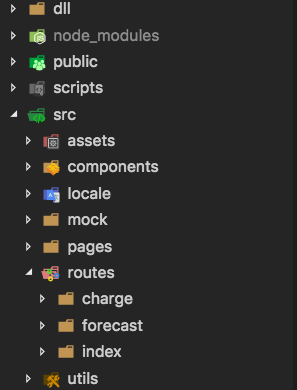 dll
node_modules
public
scripts
src
assets
components
locale
mock
pages
routes
charge
forecast
index
utils